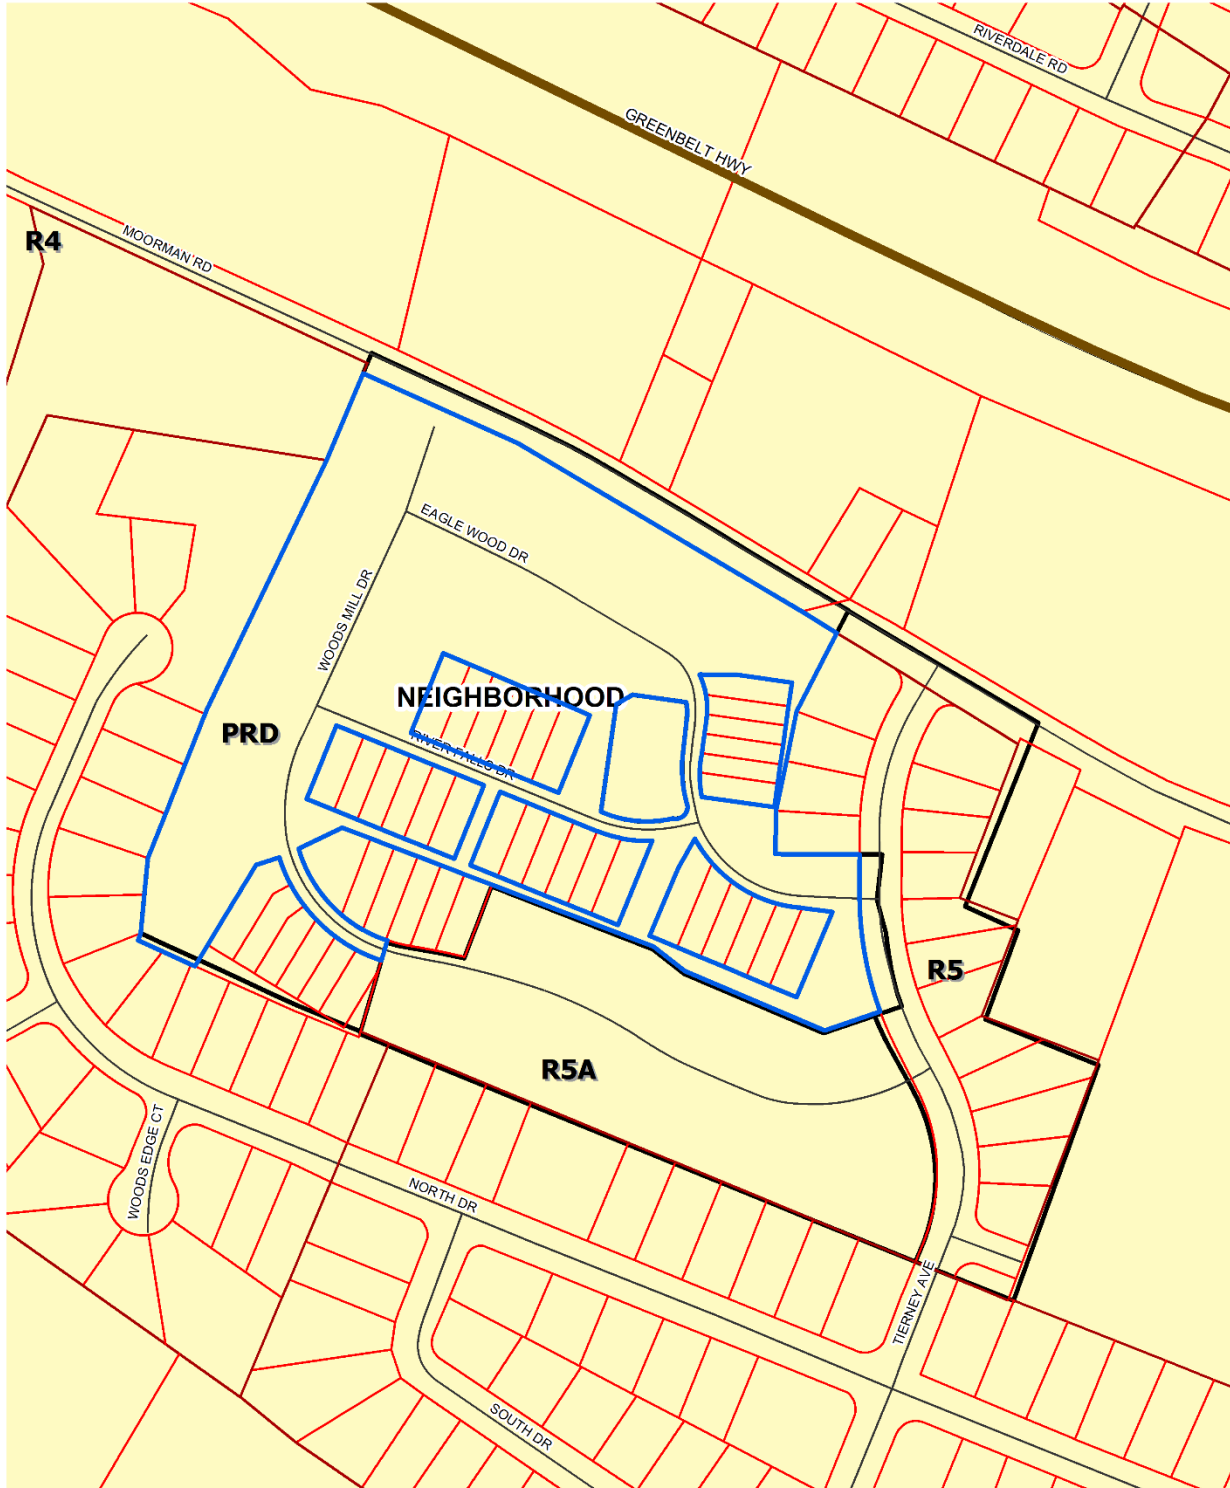 RIVERDALE RD
GREENBELT HWY
R4
MOORMAN RD
EAGLE WOOD DR
WOODS MILL DR
NEIGHBORHOOD
PRD
RIVER FALLS DR
R5
R5A
WOODS EDGE CT
NORTH DR
TIERNEY AVE
SOUTH DR